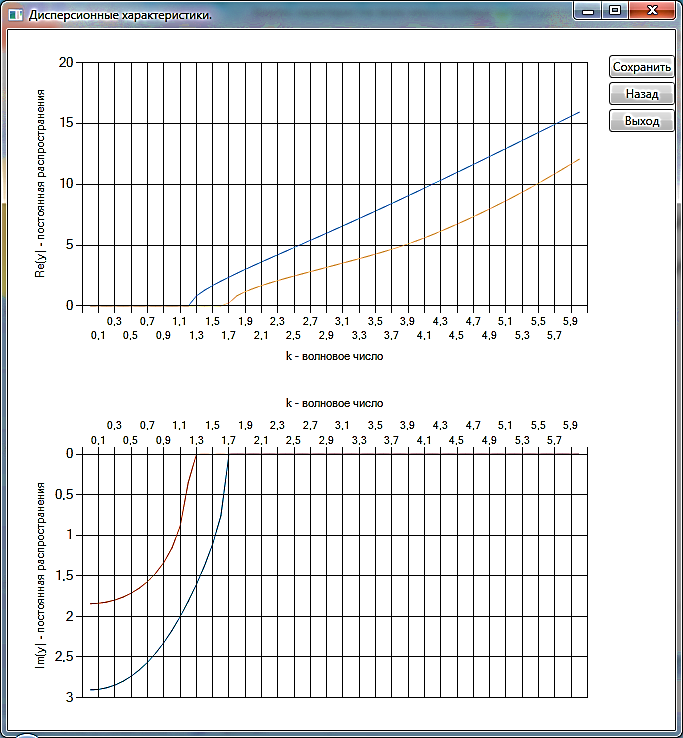 Дисперсионные характеристики.
Сохранить
Назад
Выход
Re(y| - постоянная распространения
20
15
10
5
0
0,3 0,7 1,1 1,5 1,9 2,3 2,7 3,1 3,5 3,9 4,3 4,7 5,1 5,5 5,9
0,1 0,5 0,9 1,3 1,7 2,1 2,5 2,9 3,3 3,7 4,1 4,5 4,9 5,3 5,7
k - волновое число
k - волновое число
0,3 0,7 1,1 1,5 1,9 2,3 2,7 3,1 3,5 3,9 4,3 4,7 5,1 5,5 5,9
0,1 0,5 0,9 1,3 1,7 2,1 2,5 2,9 3,3 3,7 4,1 4,5 4,9 5,3 5,7
Im(y| - постоянная распространения
0
0,5
1
1,5
2
2,5
3